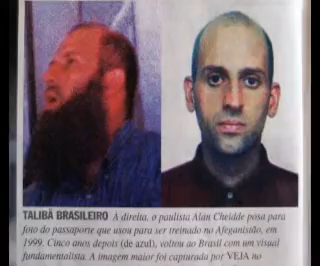 TALIBÃ BRASILEIRO À direita, o paulista Alan Cheidde posa para
foto do passaporte que usou para ser treinado no Afeganistão, em
1999. Cinco anos depois (de azul), voltou ao Brasil com um visual
fundamentalista. A imagem maior foi capturada por VEJA no